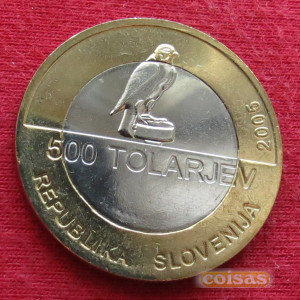 500 TOLARJEV
2005
REPUBLIKA SLOVENIJA
coisas